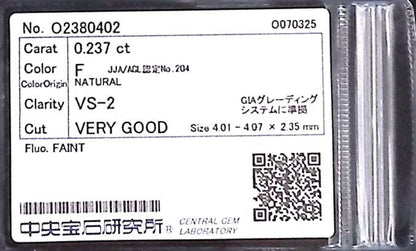 No. O2380402 O070325
Carat 0.237 ct
Color F JJA/AGL認定No.204
ColorOrigin NATURAL
Clarity VS-2 GIAグレーディングシステムに準拠
Cut VERY GOOD Size 4.01 - 4.07 × 2.35 mm
Fluo. FAINT
中央宝石研究所® CENTRAL GEM LABORATORY